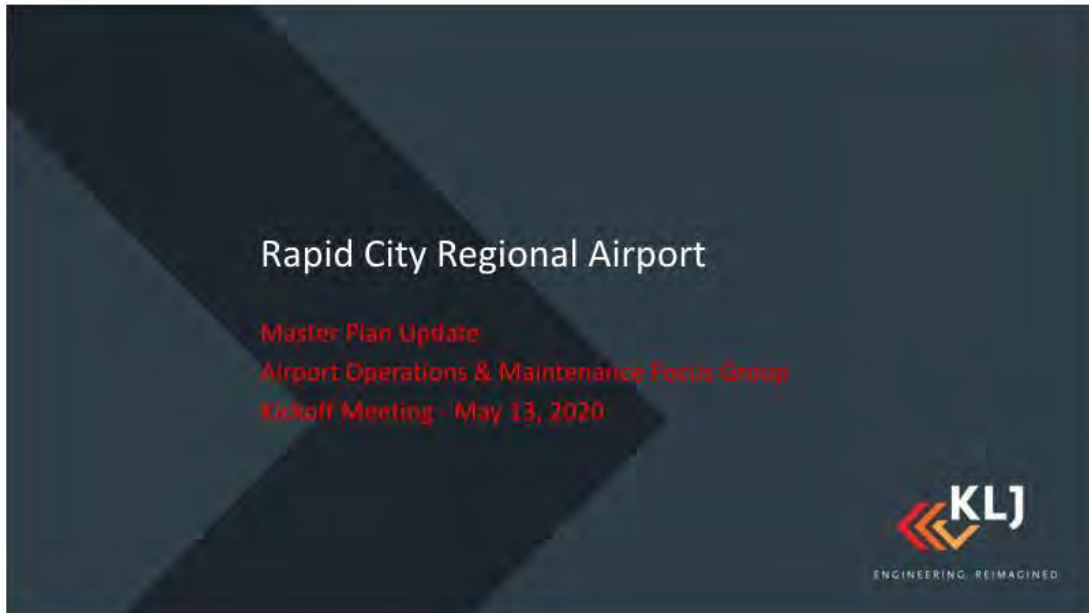 Rapid City Regional Airport
Master Plan Update
Airport Operations & Maintenance Focus Group
Kickoff Meeting - May 13, 2020
KLJ
ENGINEERING, REIMAGINED